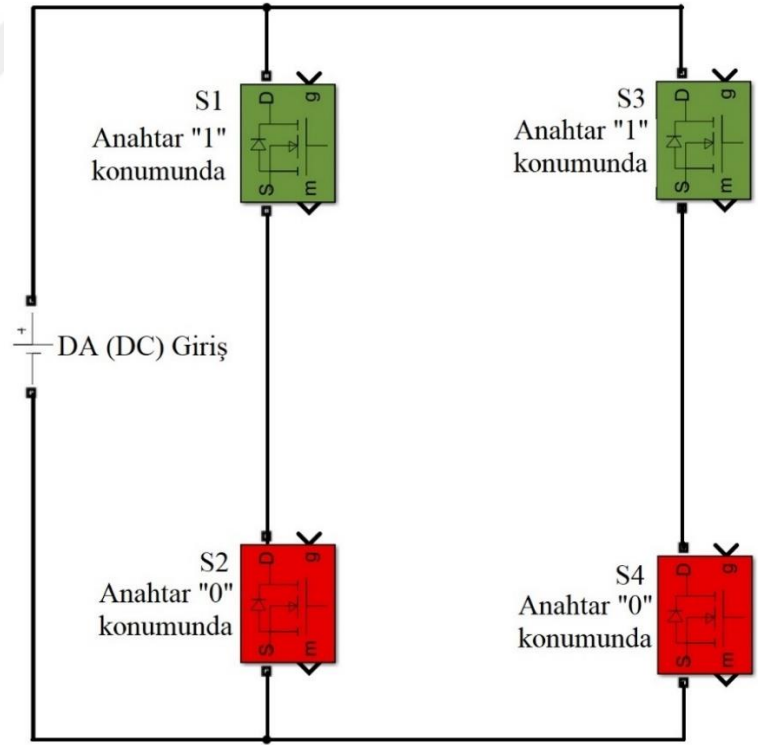 S1
Anahtar "1"
konumunda
D
g
S
m
S3
Anahtar "1"
konumunda
D
g
S
m
+
DA (DC) Giriş
S2
Anahtar "0"
konumunda
D
g
S
m
S4
Anahtar "0"
konumunda
D
g
S
m